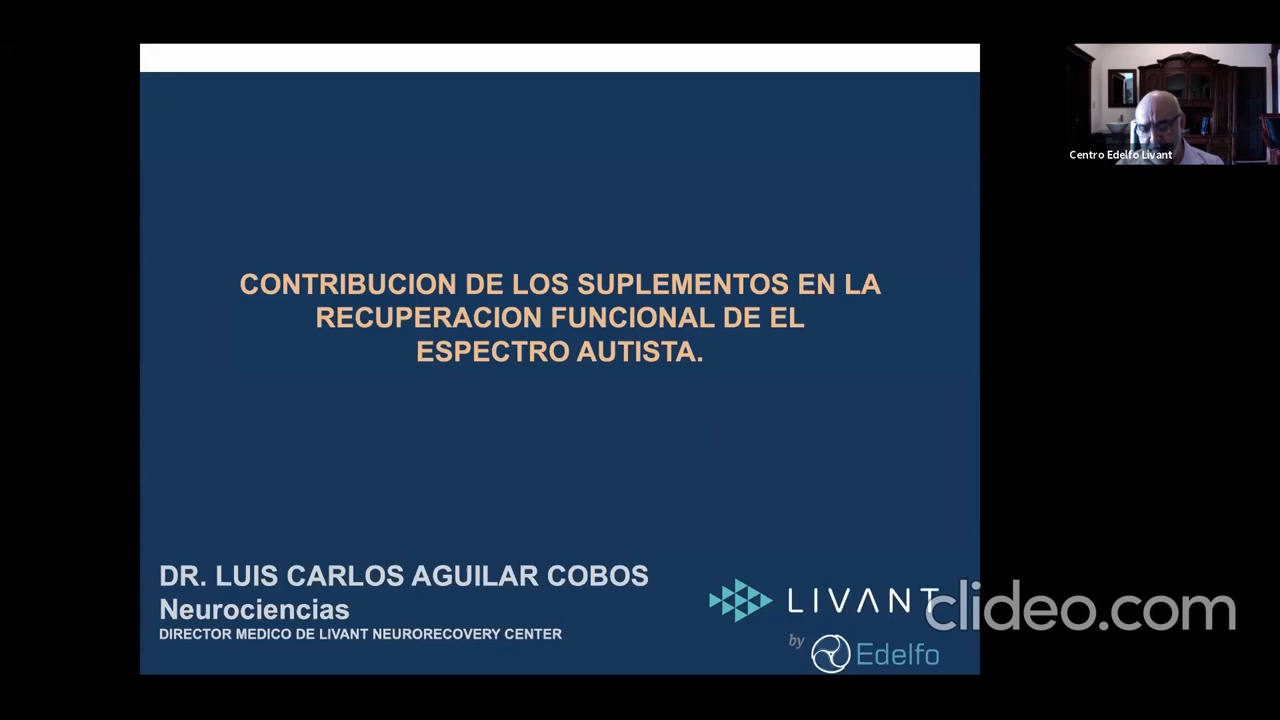 CONTRIBUCION DE LOS SUPLEMENTOS EN LA
RECUPERACION FUNCIONAL DE EL
ESPECTRO AUTISTA.
Centro Edelfo Livant
DR. LUIS CARLOS AGUILAR COBOS
Neurociencias
DIRECTOR MEDICO DE LIVANT NEURORECOVERY CENTER
LIVANT
by Edelfo
clideo.com